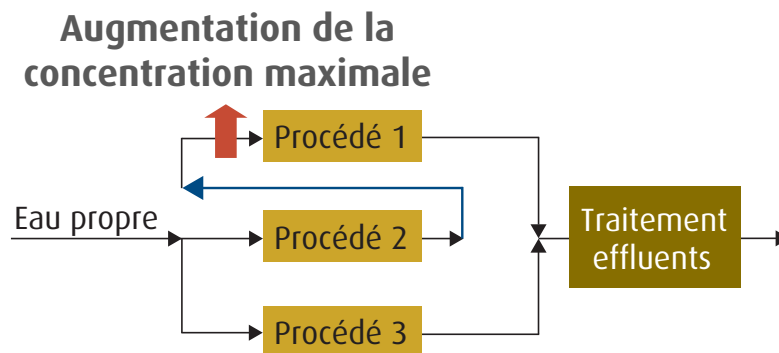 Augmentation de la
concentration maximale
Procédé 1
Eau propre
Procédé 2
Traitement
effluents
Procédé 3